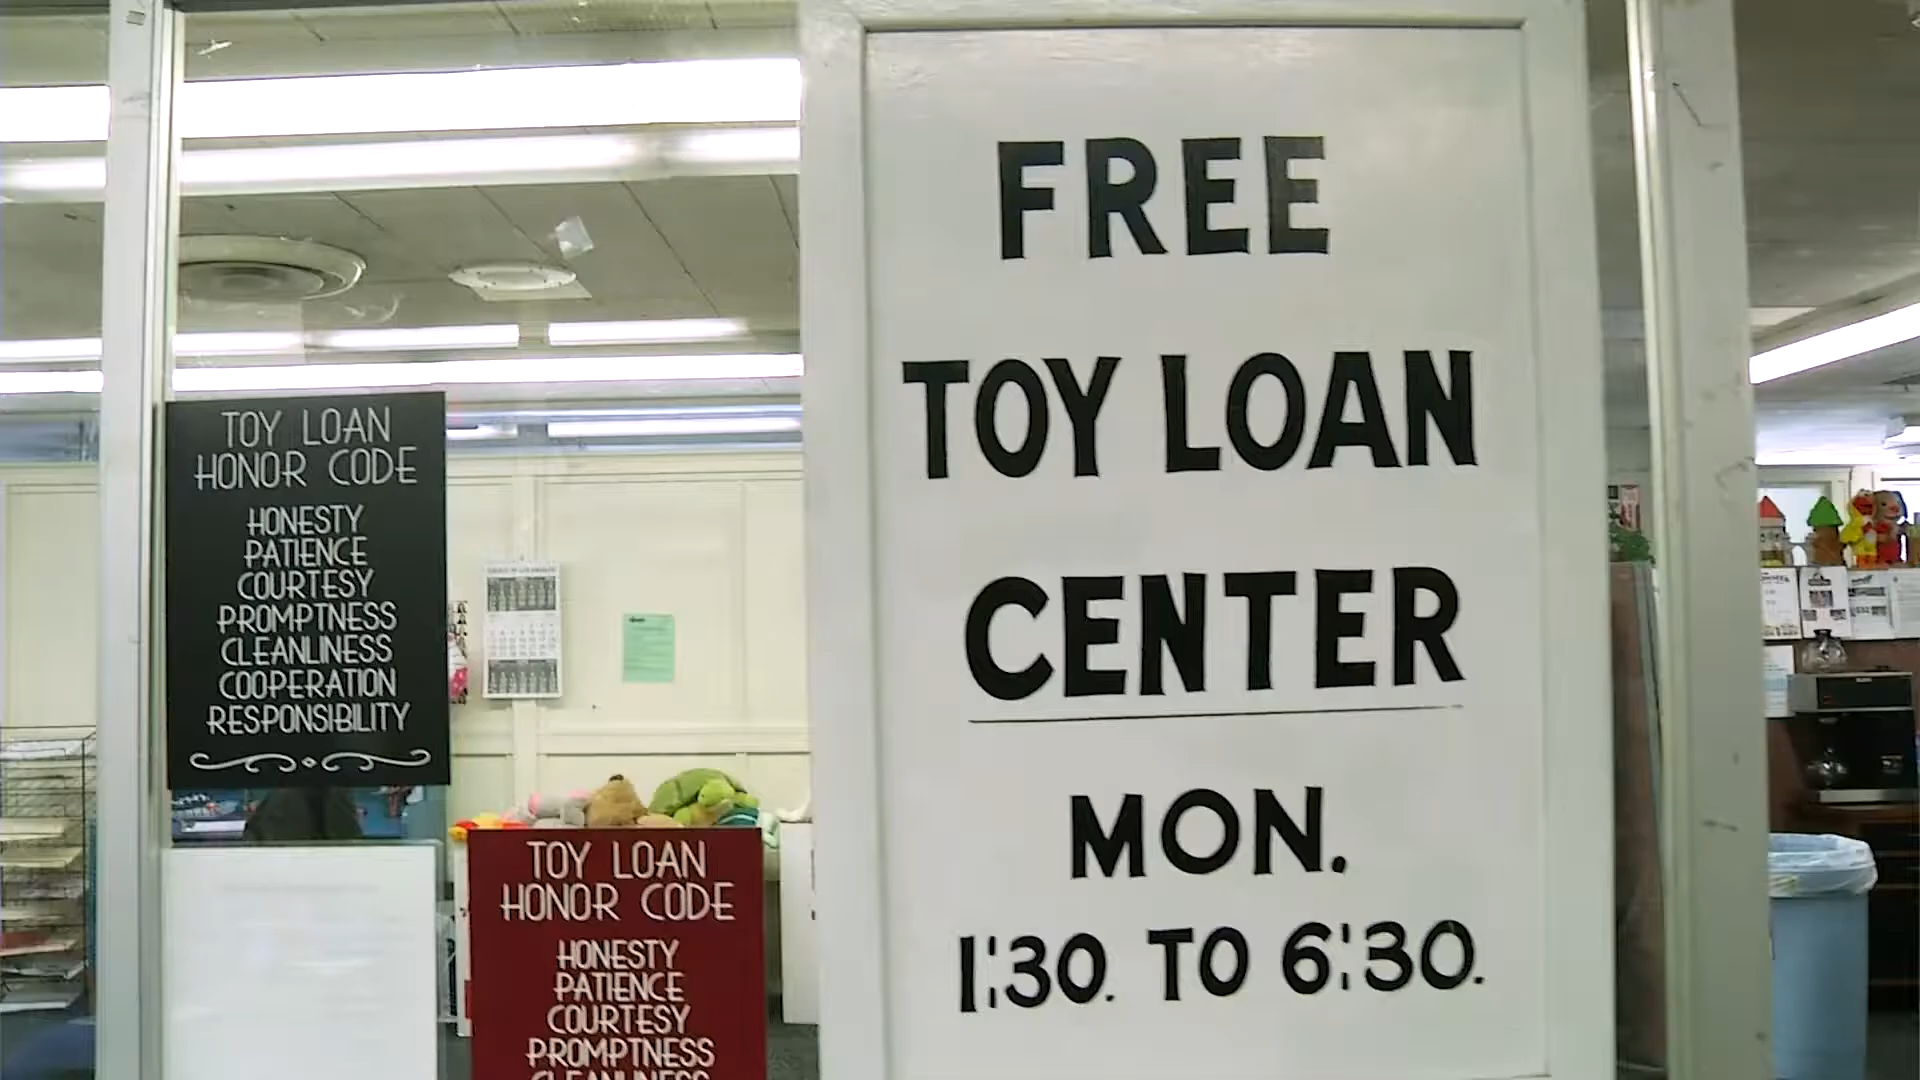 TOY LOAN
HONOR CODE
HONESTY
PATIENCE
COURTESY
PROMPTNESS
CLEANLINESS
COOPERATION
RESPONSIBILITY
TOY LOAN
HONOR CODE
HONESTY
PATIENCE
COURTESY
PROMPTNESS
CLEANLINESS
FREE
TOY LOAN
CENTER
MON.
1:30. TO 6:30.